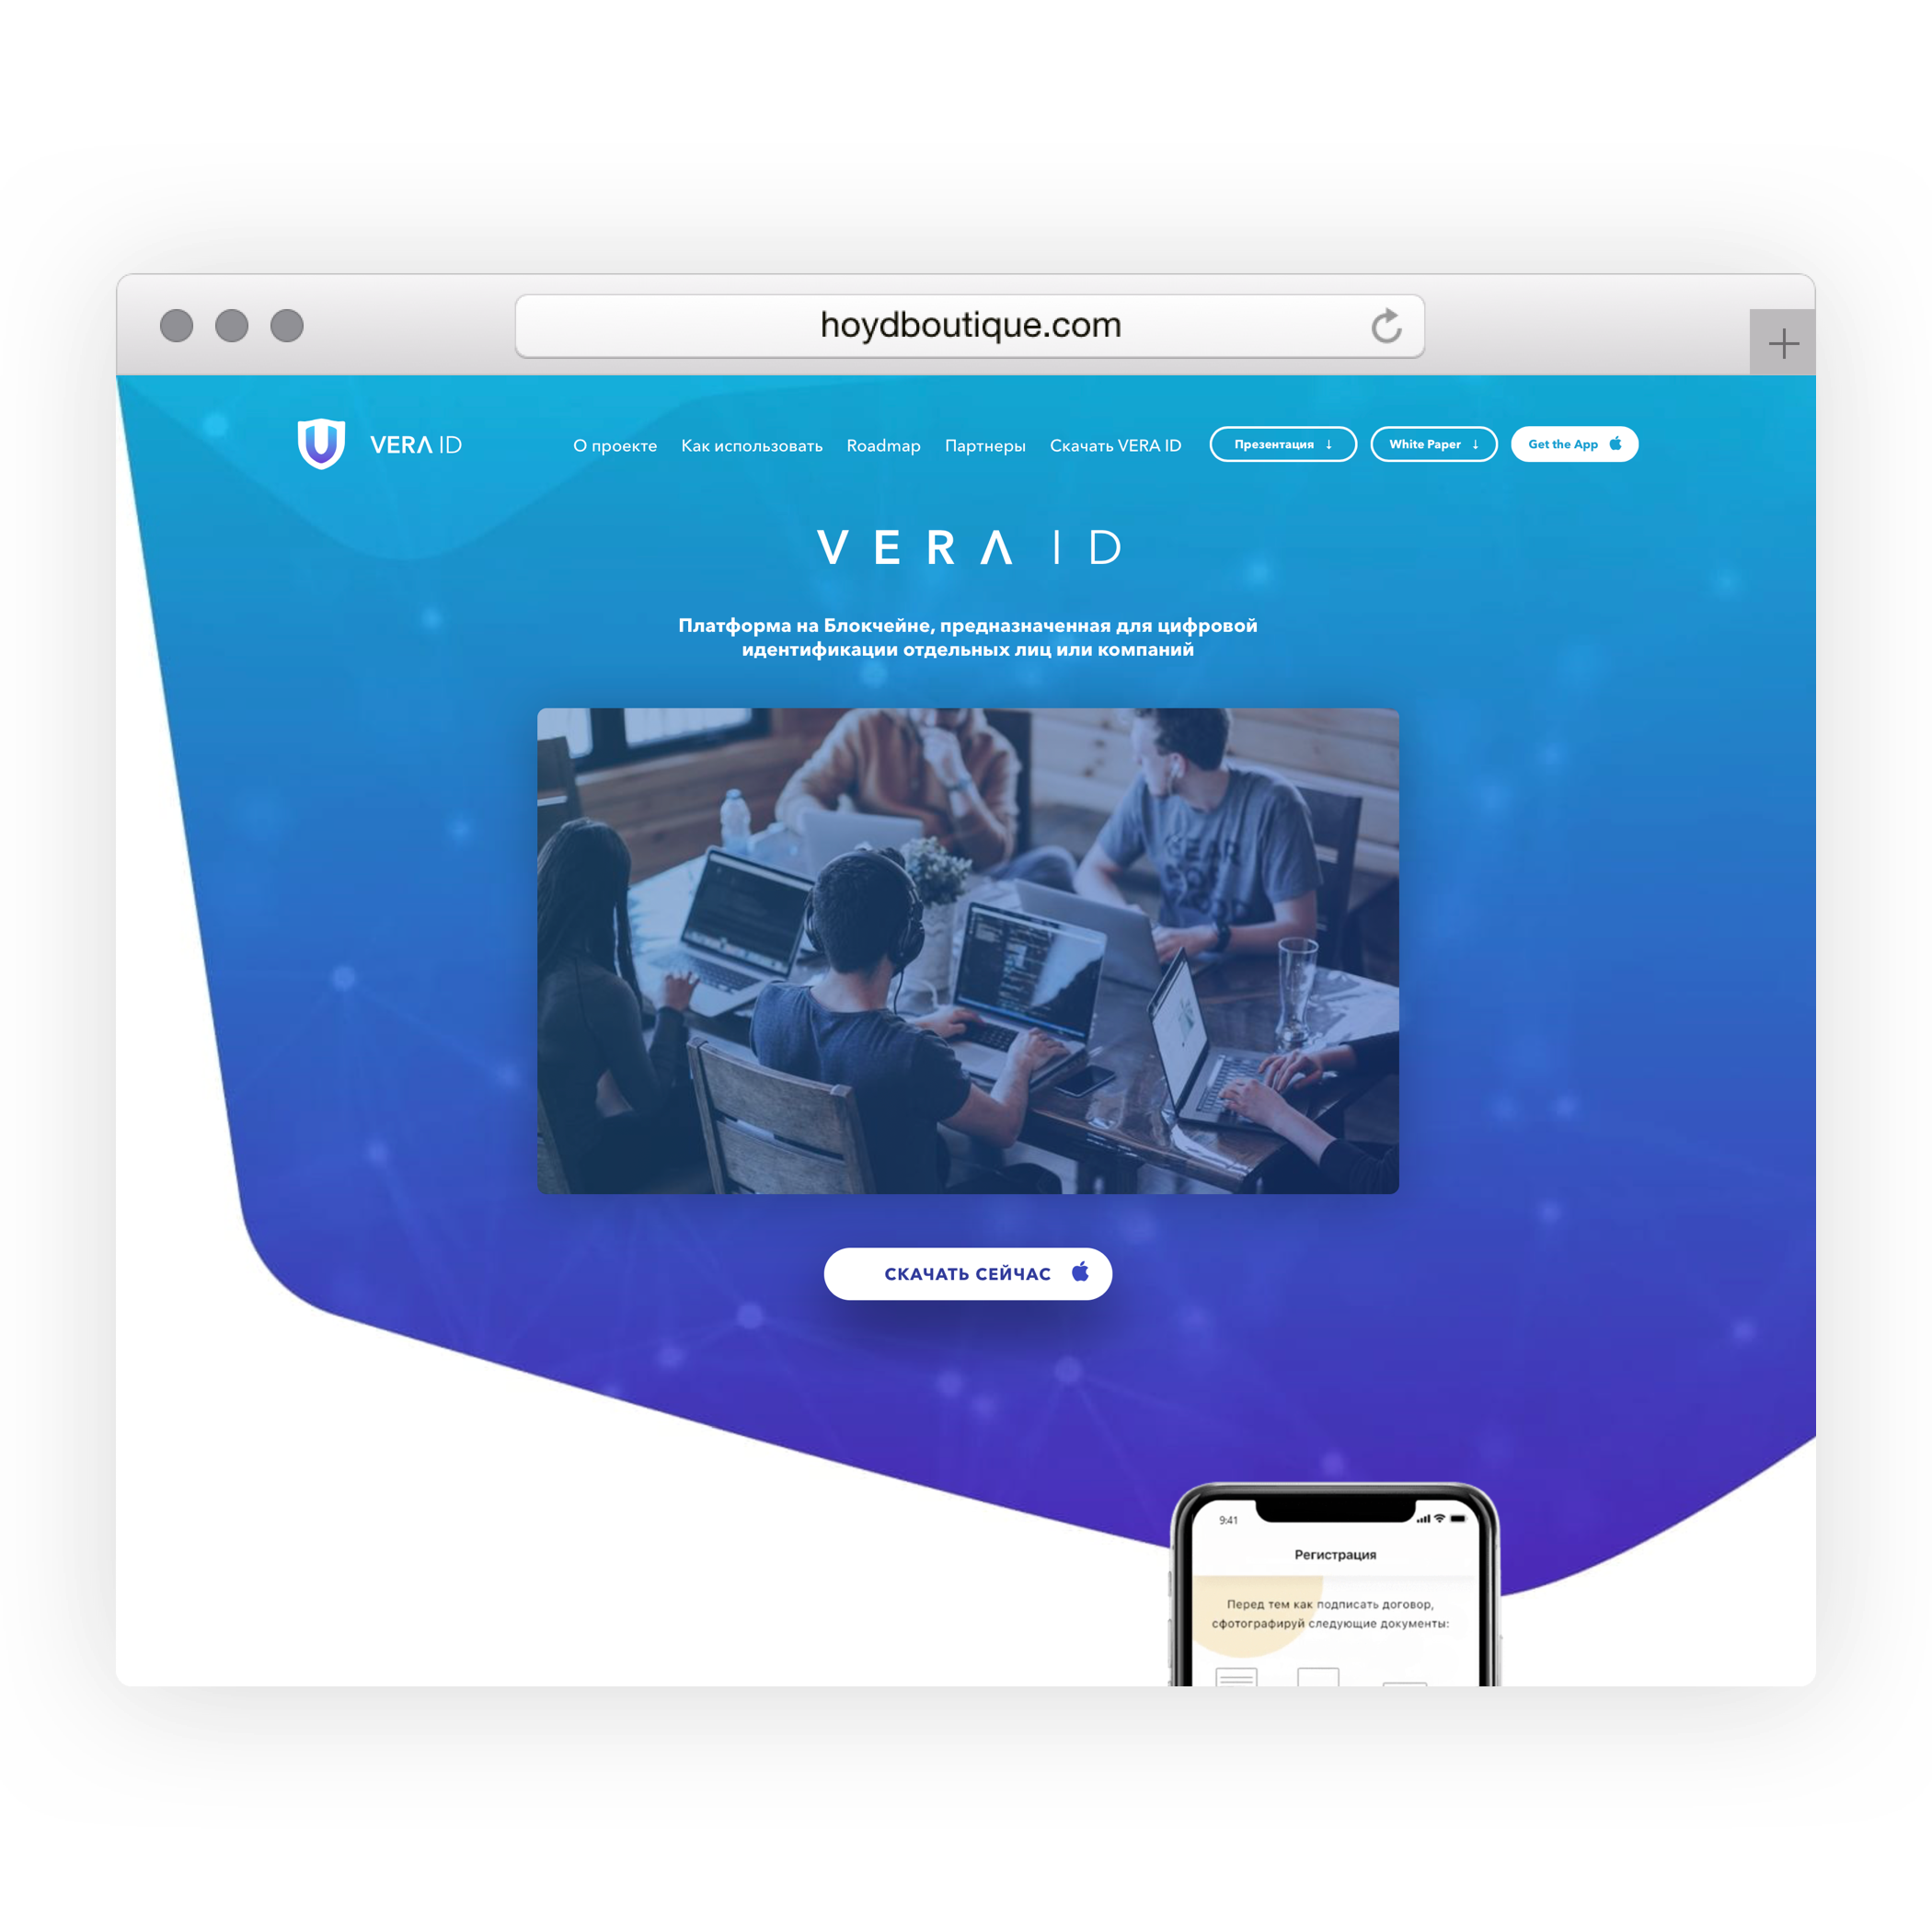 hoydboutique.com
VERA ID
О проекте Как использовать Roadmap Партнеры Скачать VERA ID Презентация ↓ White Paper ↓ Get the App
VERA ID
Платформа на Блокчейне, предназначенная для цифровой
идентификации отдельных лиц или компаний
СКАЧАТЬ СЕЙЧАС
9:41
Регистрация
Перед тем как подписать договор,
сфотографируй следующие документы: